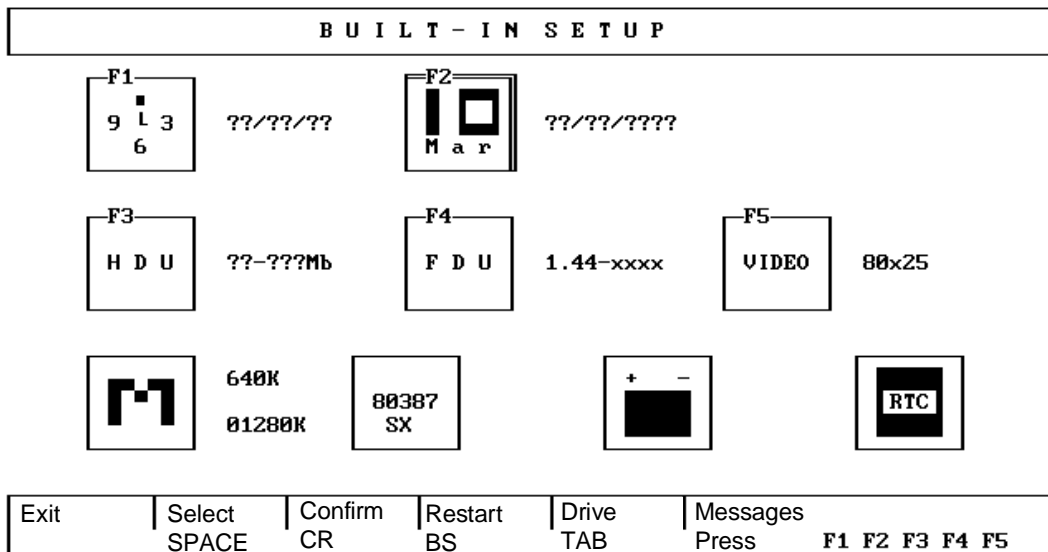 BUILT-IN SETUP
F1
9 L 3
6
??/??/??
F2
10
Mar
??/??/????
F3
HDU
??-???Mb
F4
FDU
1.44-xxxx
F5
VIDEO
80x25
M
640K
01280K
80387
SX
+ -
RTC
Exit
Select
SPACE
Confirm
CR
Restart
BS
Drive
TAB
Messages
Press F1 F2 F3 F4 F5